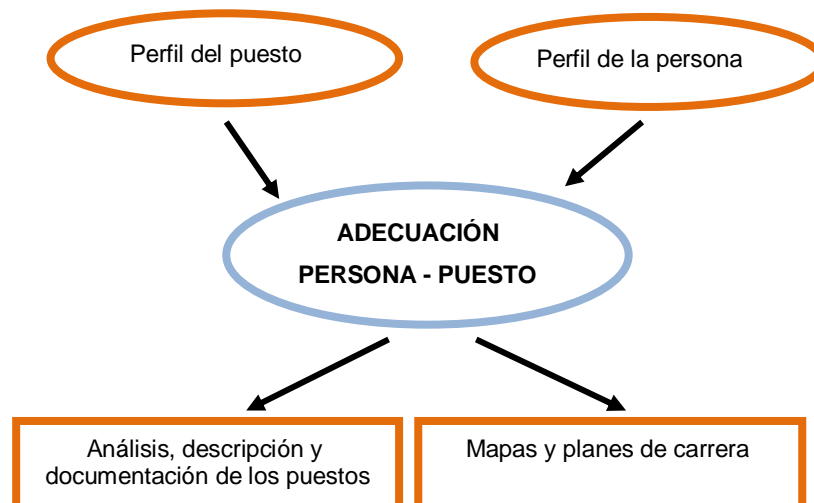 Perfil del puesto
Perfil de la persona
ADECUACIÓN
PERSONA - PUESTO
Análisis, descripción y
documentación de los puestos
Mapas y planes de carrera